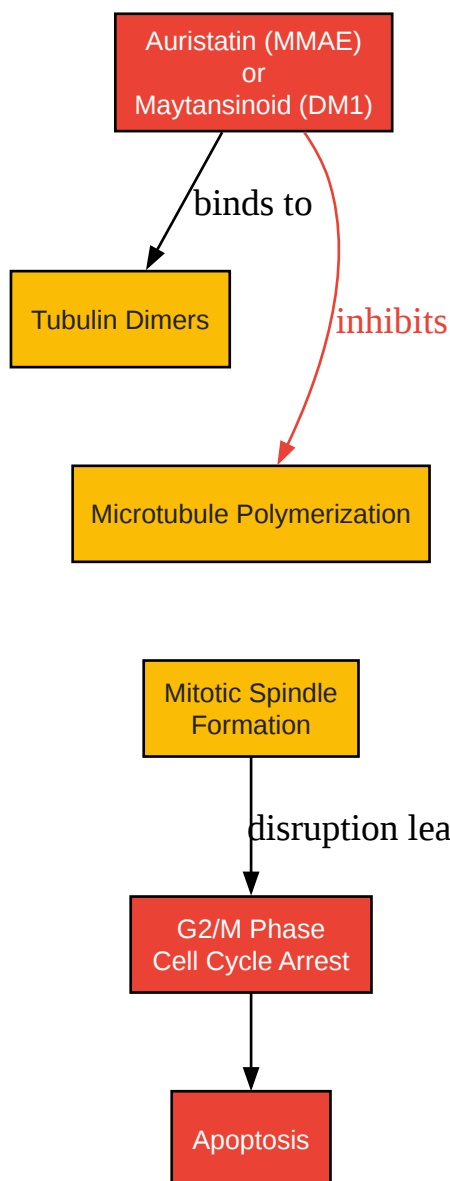 Auristatin (MMAE)
or
Maytansinoid (DM1)
binds to
Tubulin Dimers
inhibits
Microtubule Polymerization
Mitotic Spindle
Formation
disruption lea
G2/M Phase
Cell Cycle Arrest
Apoptosis